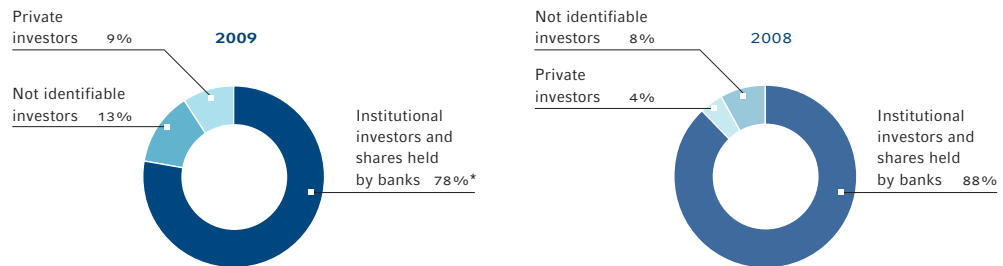 2009
Private
investors 9%
Not identifiable
investors 13%
Institutional
investors and
shares held
by banks 78%*
2008
Not identifiable
investors 8%
Private
investors 4%
Institutional
investors and
shares held
by banks 88%